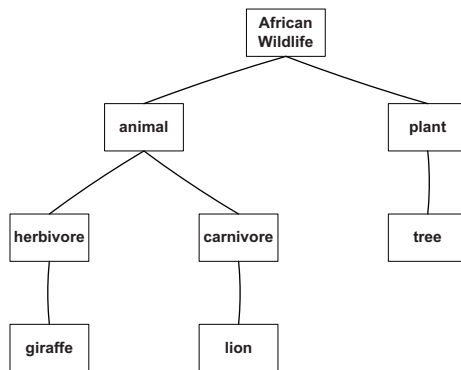 African
Wildlife
animal
plant
herbivore
carnivore
tree
giraffe
lion